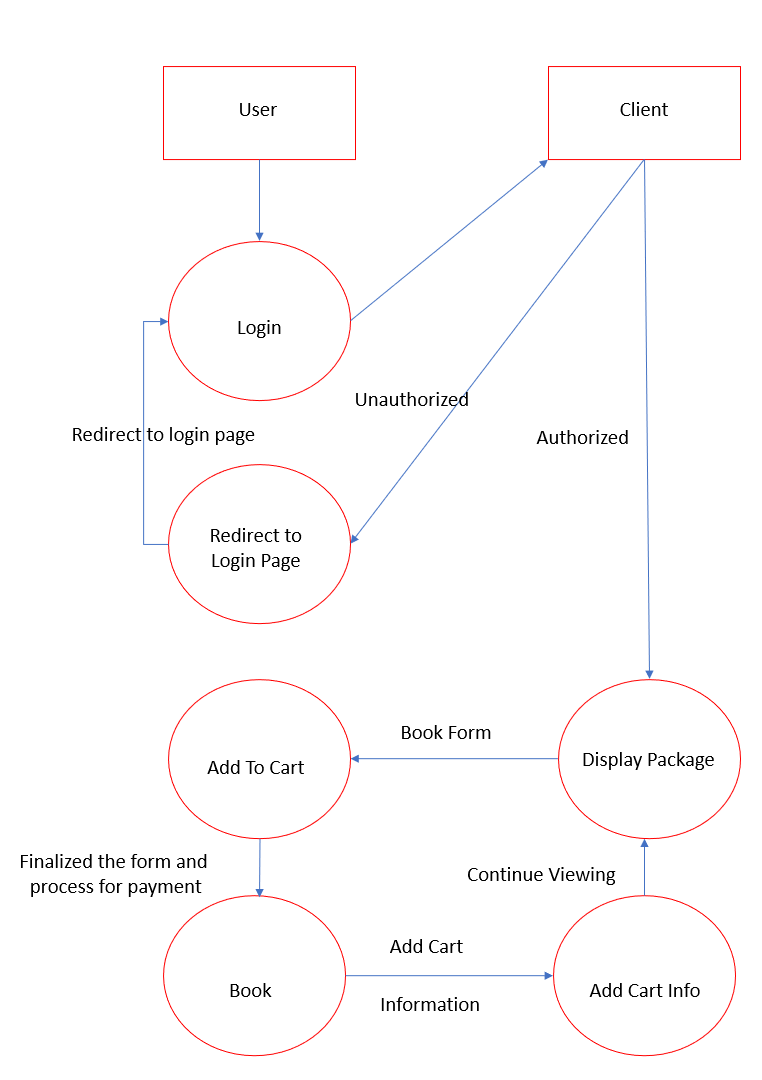 User
Client
Login
Unauthorized
Redirect to login page
Authorized
Redirect to
Login Page
Book Form
Add To Cart
Display Package
Finalized the form and
process for payment
Continue Viewing
Add Cart
Book
Add Cart Info
Information